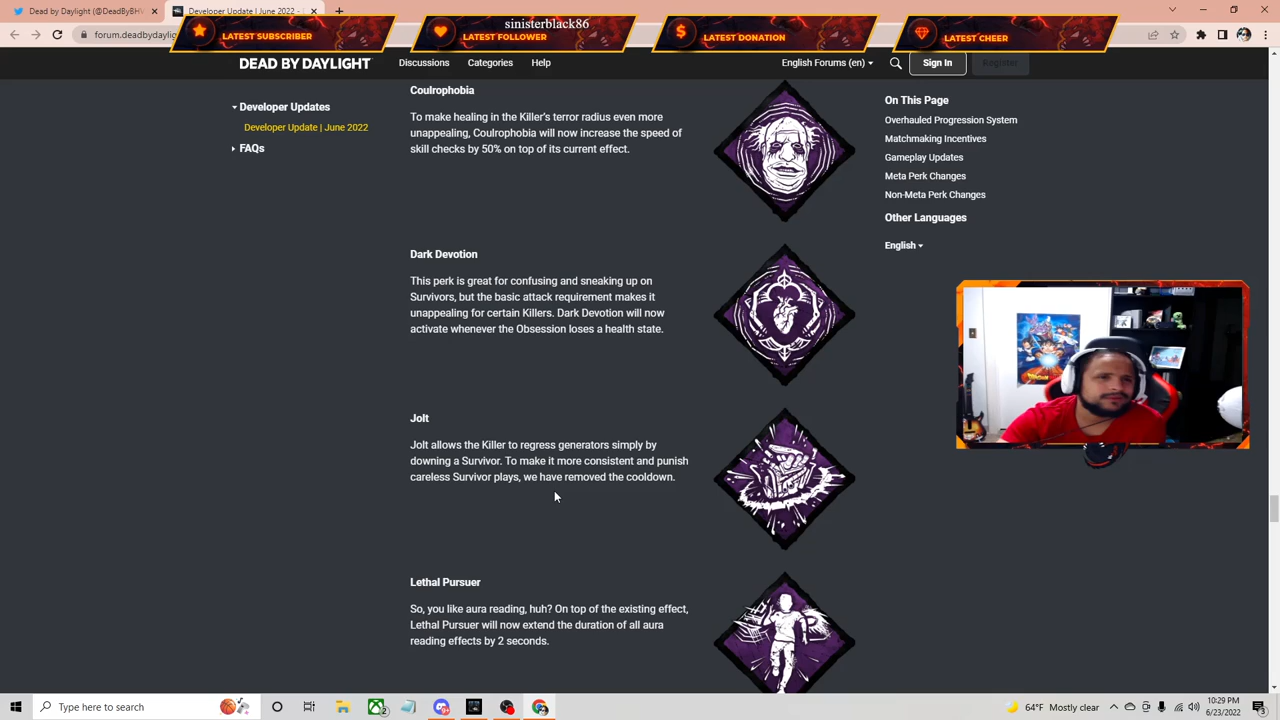 (1) Dead by Daylight (@DeadByBHV
Developer Update | June 2022 -
forum.deadbydaylig
sinisterblack86
LATEST SUBSCRIBER
LATEST FOLLOWER
LATEST DONATION
LATEST CHEER
DEAD BY DAYLIGHT
Discussions
Categories
Help
English Forums (en)
Sign In
Register
Developer Updates
Developer Update | June 2022
FAQs
Coulrophobia
To make healing in the Killer's terror radius even more
unappealing, Coulrophobia will now increase the speed of
skill checks by 50% on top of its current effect.
Dark Devotion
This perk is great for confusing and sneaking up on
Survivors, but the basic attack requirement makes it
unappealing for certain Killers. Dark Devotion will now
activate whenever the Obsession loses a health state.
Jolt
Jolt allows the Killer to regress generators simply by
downing a Survivor. To make it more consistent and punish
careless Survivor plays, we have removed the cooldown.
Lethal Pursuer
So, you like aura reading, huh? On top of the existing effect,
Lethal Pursuer will now extend the duration of all aura
reading effects by 2 seconds.
On This Page
Overhauled Progression System
Matchmaking Incentives
Gameplay Updates
Meta Perk Changes
Non-Meta Perk Changes
Other Languages
English
Type here to search
64°F Mostly clear
10:29 PM
6/23/2022